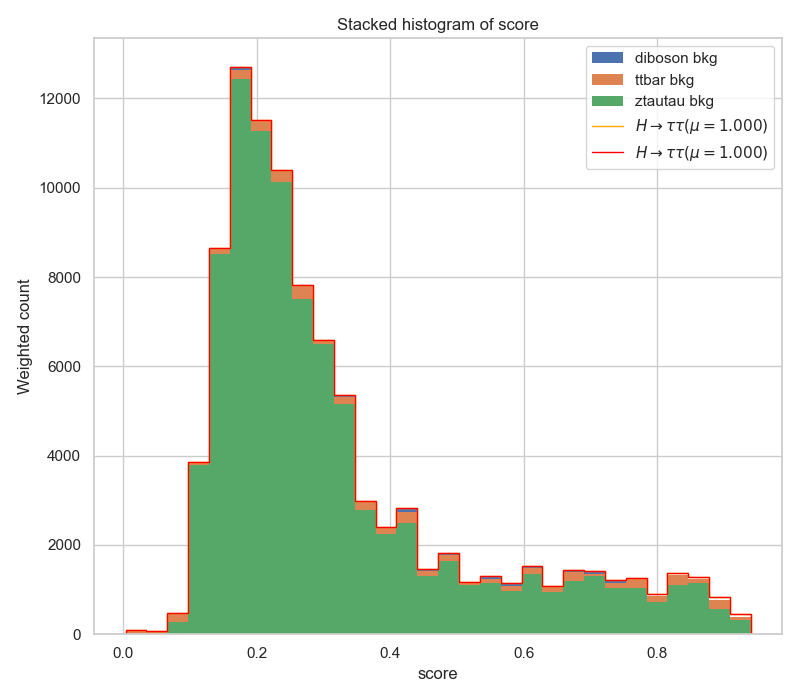 Stacked histogram of score
diboson bkg
ttbar bkg
ztautau bkg
H → ττ(μ = 1.000)
H → ττ(μ = 1.000)
Weighted count
12000
10000
8000
6000
4000
2000
0
0.0 0.2 0.4 0.6 0.8
score